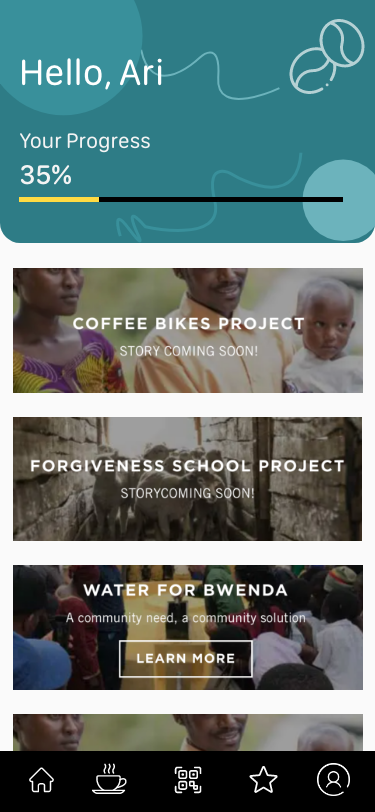 Hello, Ari
Your Progress
35%
COFFEE BIKES PROJECT
STORY COMING SOON!
FORGIVENESS SCHOOL PROJECT
STORYCOMING SOON!
WATER FOR BWENDA
A community need, a community solution
LEARN MORE